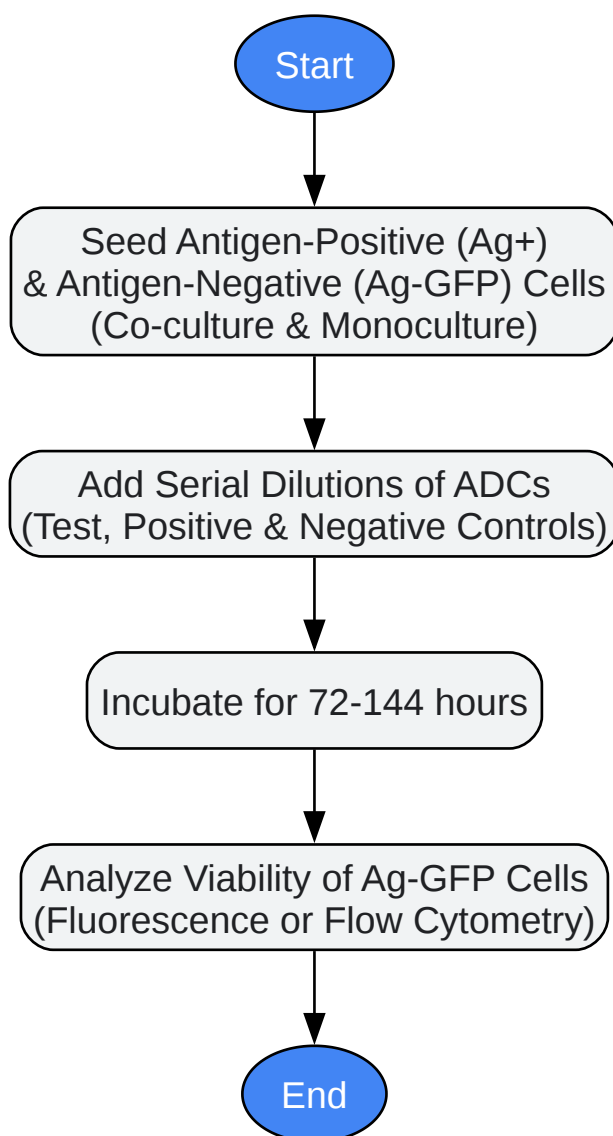 Start
Seed Antigen-Positive (Ag+)
& Antigen-Negative (Ag-GFP) Cells
(Co-culture & Monoculture)
Add Serial Dilutions of ADCs
(Test, Positive & Negative Controls)
Incubate for 72-144 hours
Analyze Viability of Ag-GFP Cells
(Fluorescence or Flow Cytometry)
End